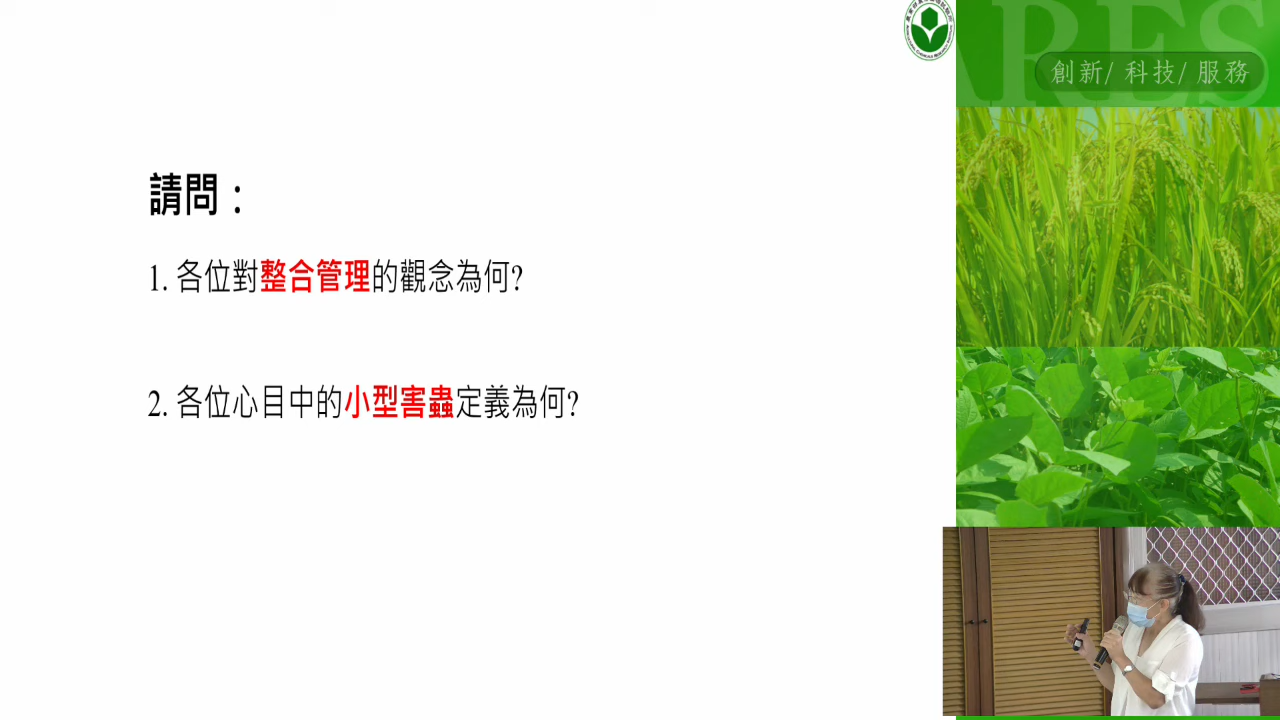 ARES
創新/ 科技/ 服務
請問：
1. 各位對整合管理的觀念為何?
2. 各位心目中的小型害蟲定義為何?